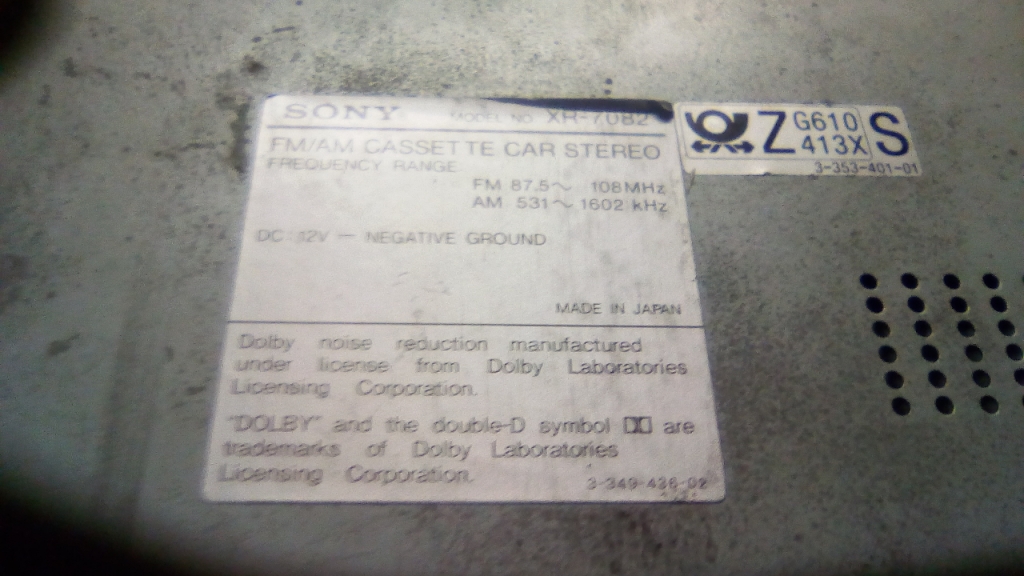 SONY MODEL NO. XR-7082
FM/AM CASSETTE CAR STEREO
FREQUENCY RANGE
FM 87.5~ 108MHz
AM 531~ 1602 kHz
DC 12V — NEGATIVE GROUND
MADE IN JAPAN
Dolby noise reduction manufactured
under license from Dolby Laboratories
Licensing Corporation.
"DOLBY" and the double-D symbol are
trademarks of Dolby Laboratories
Licensing Corporation.
3-349-436-02
Z G610 S
413X
3-353-401-01